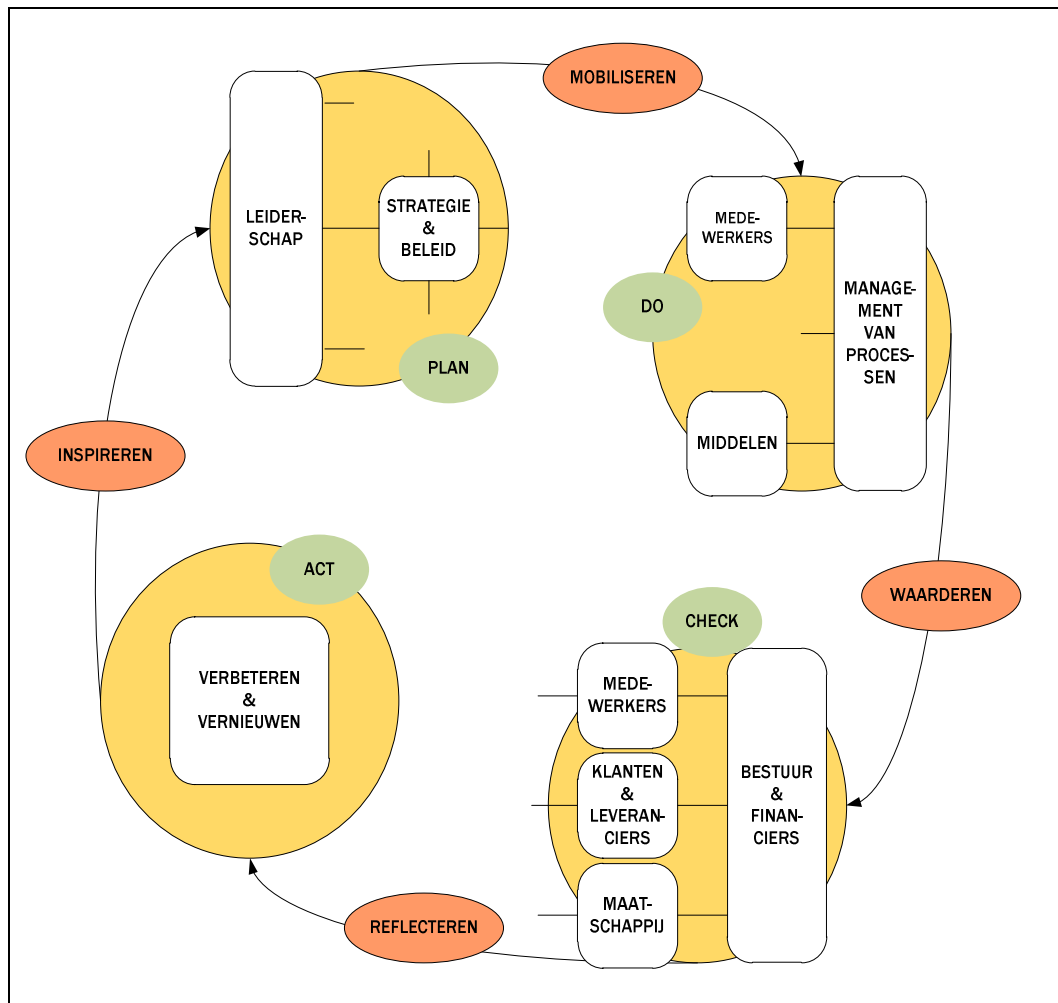 MOBILISEREN
LEIDER-
SCHAP
STRATEGIE
&
BELEID
PLAN
MEDE-
WERKERS
DO
MANAGE-
MENT
VAN
PROCES-
SEN
MIDDELEN
INSPIREREN
WAARDEREN
ACT
VERBETEREN
&
VERNIEUWEN
CHECK
MEDE-
WERKERS
KLANTEN
&
LEVERAN-
CIERS
MAAT-
SCHAPPIJ
BESTUUR
&
FINAN-
CIERS
REFLECTEREN